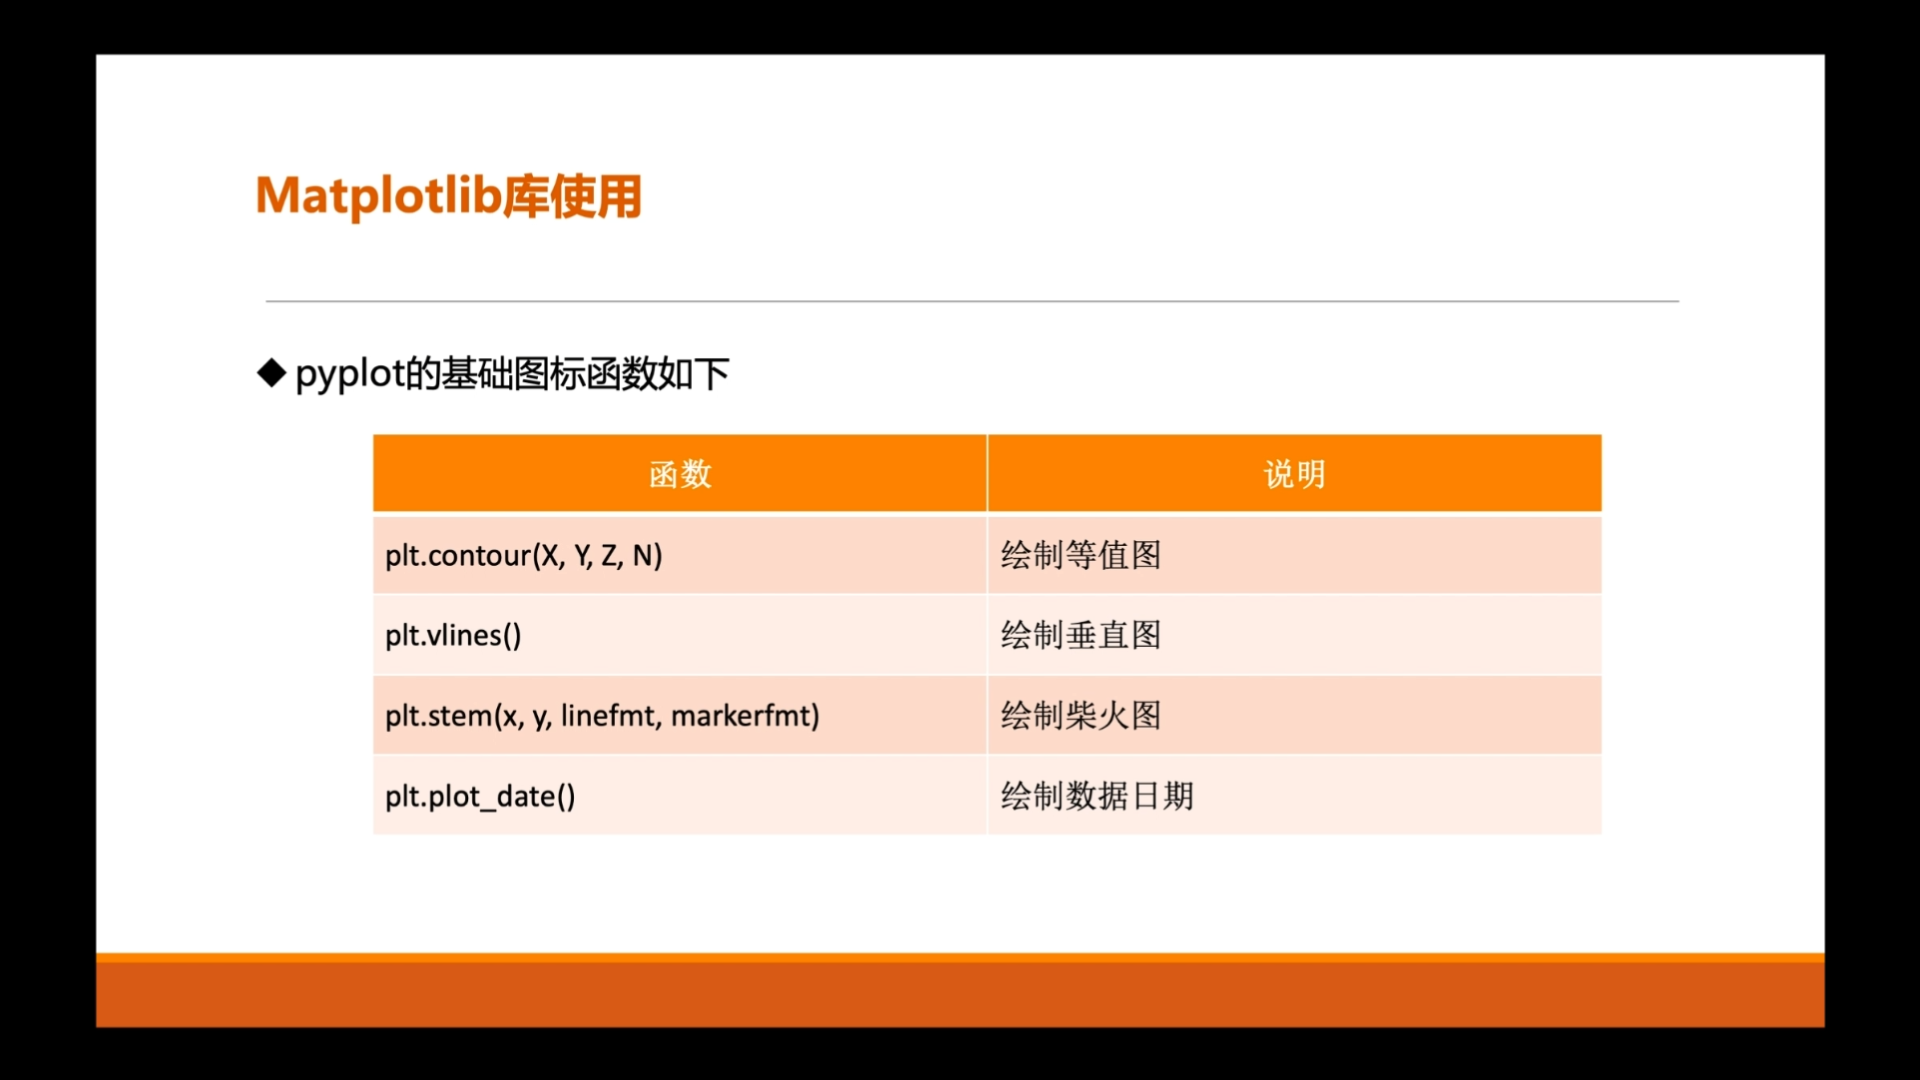 Matplotlib库使用
◆ pyplot的基础图标函数如下
函数 说明
plt.contour(X, Y, Z, N) 绘制等值图
plt.vlines() 绘制垂直图
plt.stem(x, y, linefmt, markerfmt) 绘制柴火图
plt.plot_date() 绘制数据日期